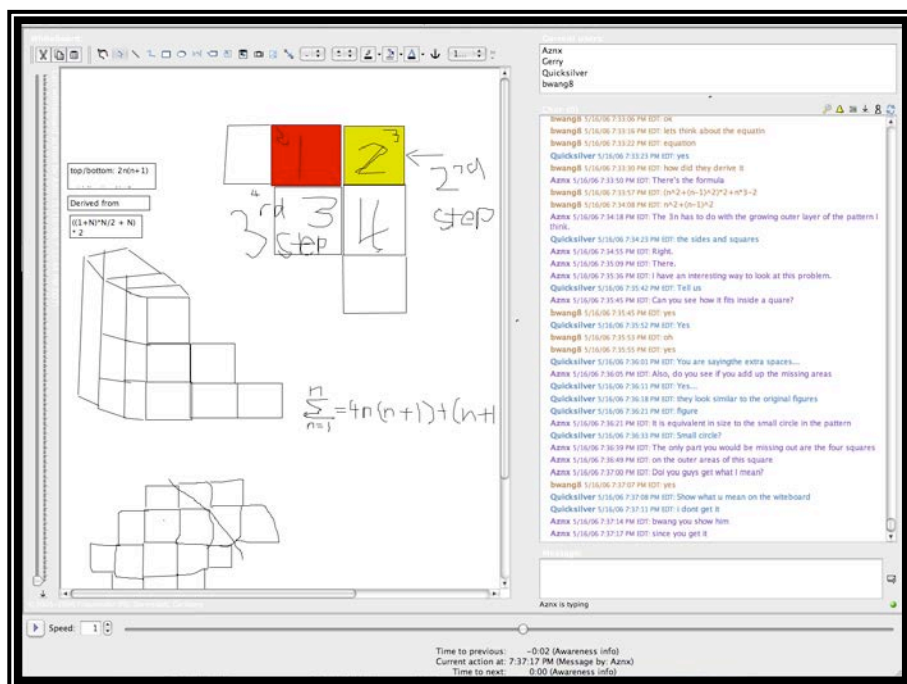 Whiteboard
top/bottom: 2n(n+1)
Derived from
((1+N)*N/2 + N)
* 2
1
2
3
2nd
step
4
3rd
step
3
4
n
Σ = 4n(n+1)+(n+1
n=1
Current users:
Aznx
Gerry
Quicksilver
bwang8
bwang8 5/16/06 7:33:06 PM EDT: ok
bwang8 5/16/06 7:33:16 PM EDT: lets think about the equatin
bwang8 5/16/06 7:33:22 PM EDT: equation
Quicksilver 5/16/06 7:33:23 PM EDT: yes
bwang8 5/16/06 7:33:30 PM EDT: how did they derive it
Aznx 5/16/06 7:33:50 PM EDT: There's the formula
bwang8 5/16/06 7:33:57 PM EDT: (n^2+(n-1)^2)*2+n*3-2
bwang8 5/16/06 7:34:08 PM EDT: n^2+(n-1)^2
Aznx 5/16/06 7:34:18 PM EDT: The 3n has to do with the growing outer layer of the pattern I
think.
Quicksilver 5/16/06 7:34:23 PM EDT: the sides and squares
Aznx 5/16/06 7:34:55 PM EDT: Right.
Aznx 5/16/06 7:35:09 PM EDT: There.
Aznx 5/16/06 7:35:36 PM EDT: I have an interesting way to look at this problem.
Quicksilver 5/16/06 7:35:42 PM EDT: Tell us
Aznx 5/16/06 7:35:45 PM EDT: Can you see how it fits inside a quare?
bwang8 5/16/06 7:35:45 PM EDT: yes
Quicksilver 5/16/06 7:35:52 PM EDT: Yes
bwang8 5/16/06 7:35:53 PM EDT: oh
bwang8 5/16/06 7:35:55 PM EDT: yes
Quicksilver 5/16/06 7:36:01 PM EDT: You are sayingthe extra spaces...
Aznx 5/16/06 7:36:05 PM EDT: Also, do you see if you add up the missing areas
Quicksilver 5/16/06 7:36:11 PM EDT: Yes...
Quicksilver 5/16/06 7:36:18 PM EDT: they look similar to the original figures
Quicksilver 5/16/06 7:36:21 PM EDT: figure
Aznx 5/16/06 7:36:21 PM EDT: It is equivalent in size to the small circle in the pattern
Quicksilver 5/16/06 7:36:33 PM EDT: Small circle?
Aznx 5/16/06 7:36:39 PM EDT: The only part you would be missing out are the four squares
Aznx 5/16/06 7:36:49 PM EDT: on the outer areas of this square
Aznx 5/16/06 7:37:00 PM EDT: Dol you guys get what I mean?
bwang8 5/16/06 7:37:07 PM EDT: yes
Quicksilver 5/16/06 7:37:08 PM EDT: Show what u mean on the witeboard
Quicksilver 5/16/06 7:37:11 PM EDT: i dont get it
Aznx 5/16/06 7:37:14 PM EDT: bwang you show him
Aznx 5/16/06 7:37:17 PM EDT: since you get it
Message:
Aznx is typing
Speed: 1
Time to previous: -0:02 (Awareness info)
Current action at: 7:37:17 PM (Message by: Aznx)
Time to next: 0:00 (Awareness info)